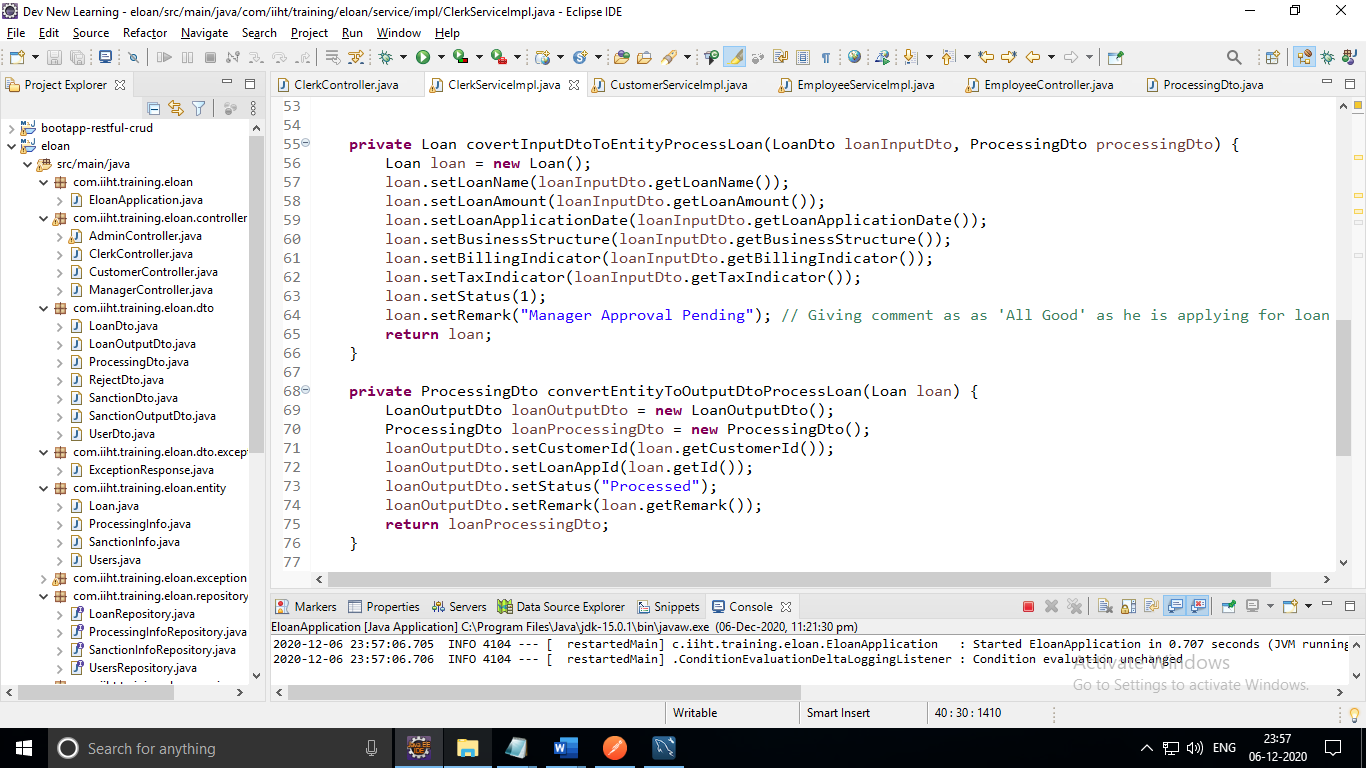 Dev New Learning - eloan/src/main/java/com/iiht/training/eloan/service/impl/ClerkServiceImpl.java - Eclipse IDE
File Edit Source Refactor Navigate Search Project Run Window Help
Project Explorer
ClerkController.java ClerkServiceImpl.java CustomerServiceImpl.java EmployeeServiceImpl.java EmployeeController.java ProcessingDto.java
bootapp-restful-crud
eloan
src/main/java
com.iiht.training.eloan
EloanApplication.java
com.iiht.training.eloan.controller
AdminController.java
ClerkController.java
CustomerController.java
ManagerController.java
com.iiht.training.eloan.dto
LoanDto.java
LoanOutputDto.java
ProcessingDto.java
RejectDto.java
SanctionDto.java
SanctionOutputDto.java
UserDto.java
com.iiht.training.eloan.dto.excep
ExceptionResponse.java
com.iiht.training.eloan.entity
Loan.java
ProcessingInfo.java
SanctionInfo.java
Users.java
com.iiht.training.eloan.exception
com.iiht.training.eloan.repository
LoanRepository.java
ProcessingInfoRepository.java
SanctionInfoRepository.java
UsersRepository.java
53
54
55 private Loan covertInputDtoToEntityProcessLoan(LoanDto loanInputDto, ProcessingDto processingDto) {
56 Loan loan = new Loan();
57 loan.setLoanName(loanInputDto.getLoanName());
58 loan.setLoanAmount(loanInputDto.getLoanAmount());
59 loan.setLoanApplicationDate(loanInputDto.getLoanApplicationDate());
60 loan.setBusinessStructure(loanInputDto.getBusinessStructure());
61 loan.setBillingIndicator(loanInputDto.getBillingIndicator());
62 loan.setTaxIndicator(loanInputDto.getTaxIndicator());
63 loan.setStatus(1);
64 loan.setRemark("Manager Approval Pending"); // Giving comment as as 'All Good' as he is applying for loan
65 return loan;
66 }
67
68 private ProcessingDto convertEntityToOutputDtoProcessLoan(Loan loan) {
69 LoanOutputDto loanOutputDto = new LoanOutputDto();
70 ProcessingDto loanProcessingDto = new ProcessingDto();
71 loanOutputDto.setCustomerId(loan.getCustomerId());
72 loanOutputDto.setLoanAppId(loan.getId());
73 loanOutputDto.setStatus("Processed");
74 loanOutputDto.setRemark(loan.getRemark());
75 return loanProcessingDto;
76 }
77
Markers Properties Servers Data Source Explorer Snippets Console
EloanApplication [Java Application] C:\Program Files\Java\jdk-15.0.1\bin\javaw.exe (06-Dec-2020, 11:21:30 pm)
2020-12-06 23:57:06.705 INFO 4104 --- [ restartedMain] c.iiht.training.eloan.EloanApplication : Started EloanApplication in 0.707 seconds (JVM running
2020-12-06 23:57:06.706 INFO 4104 --- [ restartedMain] .ConditionEvaluationDeltaLoggingListener : Condition evaluation unchanged
Activate Windows
Go to Settings to activate Windows.
Writable Smart Insert 40 : 30 : 1410
Search for anything
ENG
23:57
06-12-2020